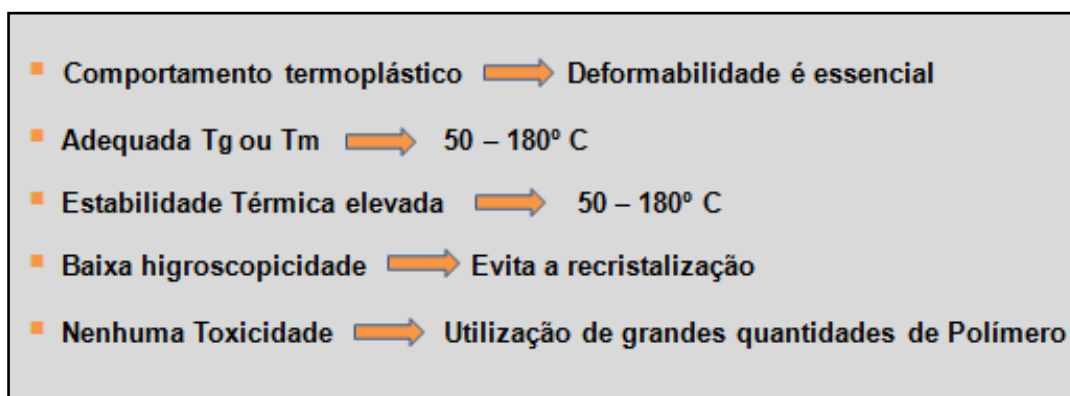 Comportamento termoplástico Deformabilidade é essencial
Adequada Tg ou Tm 50 – 180º C
Estabilidade Térmica elevada 50 – 180º C
Baixa higroscopicidade Evita a recristalização
Nenhuma Toxicidade Utilização de grandes quantidades de Polímero